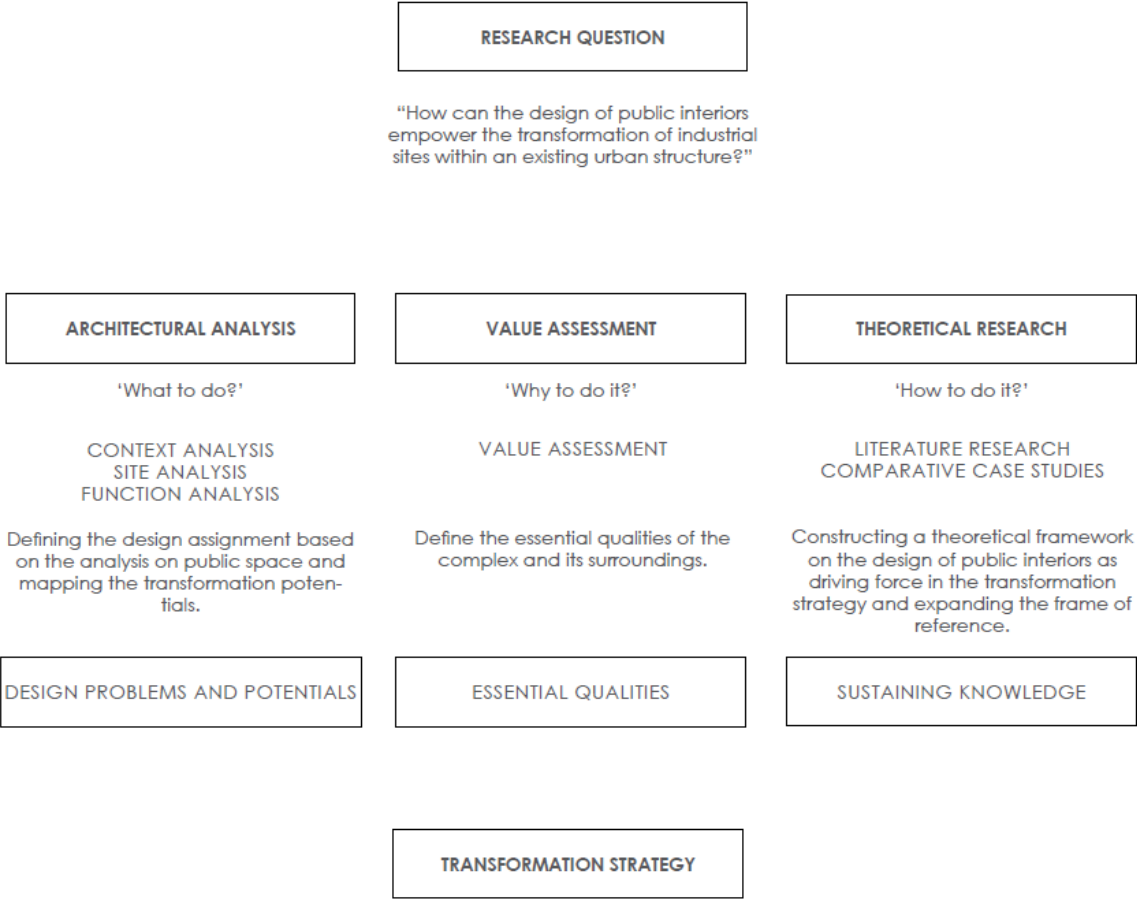 RESEARCH QUESTION
“How can the design of public interiors
empower the transformation of industrial
sites within an existing urban structure?”
ARCHITECTURAL ANALYSIS
‘What to do?’
CONTEXT ANALYSIS
SITE ANALYSIS
FUNCTION ANALYSIS
Defining the design assignment based
on the analysis on public space and
mapping the transformation poten-
tials.
DESIGN PROBLEMS AND POTENTIALS
VALUE ASSESSMENT
‘Why to do it?’
VALUE ASSESSMENT
Define the essential qualities of the
complex and its surroundings.
ESSENTIAL QUALITIES
THEORETICAL RESEARCH
‘How to do it?’
LITERATURE RESEARCH
COMPARATIVE CASE STUDIES
Constructing a theoretical framework
on the design of public interiors as
driving force in the transformation
strategy and expanding the frame of
reference.
SUSTAINING KNOWLEDGE
TRANSFORMATION STRATEGY